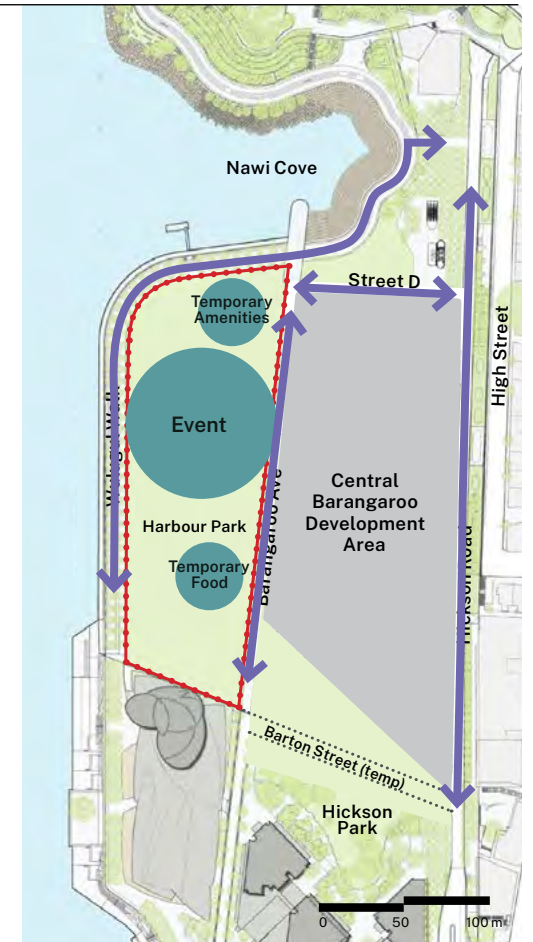 Nawi Cove
Street D
Temporary
Amenities
High Street
Event
Central
Barangaroo
Development
Area
Harbour Park
Barangaroo Ave
Temporary
Food
Hickson Road
Barton Street (temp)
Hickson
Park
0 50 100 m